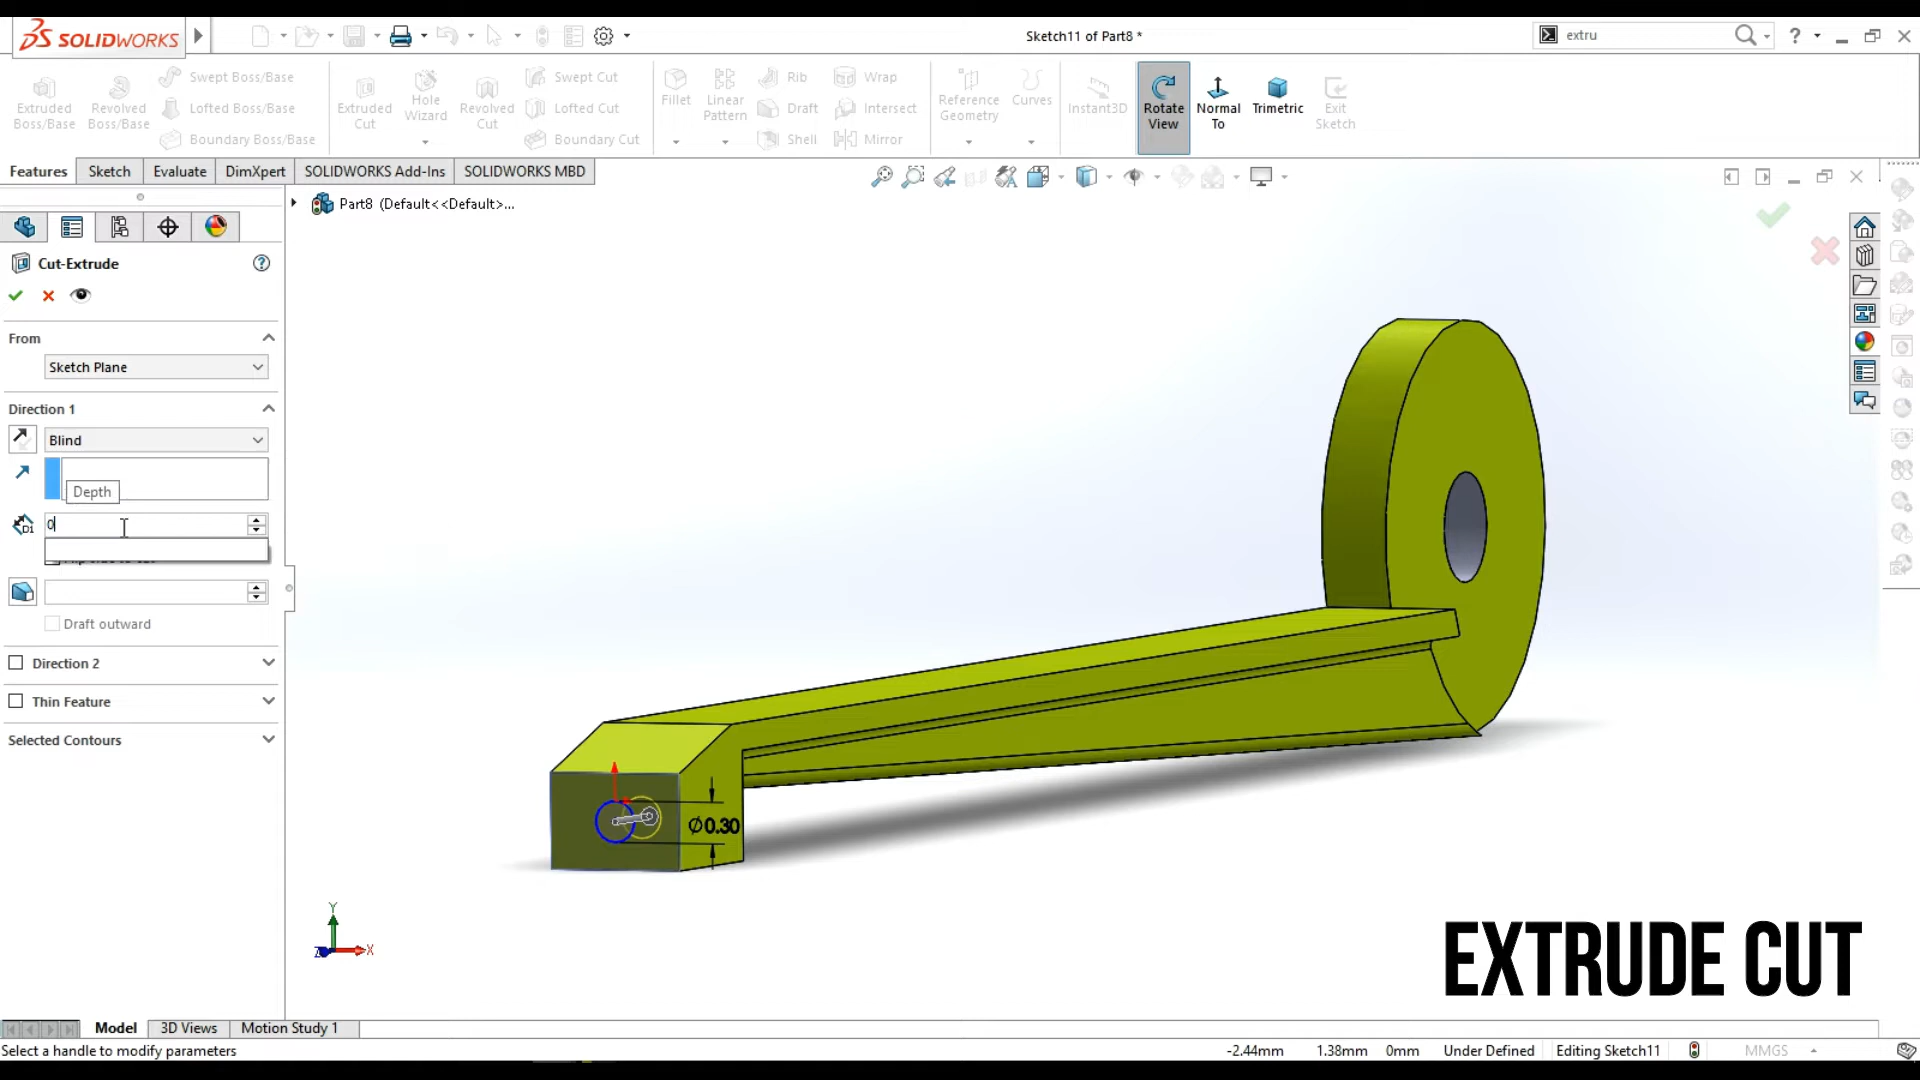 SOLIDWORKS
Sketch11 of Part8 *
extru
Extruded Boss/Base
Revolved Boss/Base
Swept Boss/Base
Lofted Boss/Base
Boundary Boss/Base
Extruded Cut
Hole Wizard
Revolved Cut
Swept Cut
Lofted Cut
Boundary Cut
Fillet
Linear Pattern
Rib
Draft
Shell
Wrap
Intersect
Mirror
Reference Geometry
Curves
Instant3D
Rotate View
Normal To
Trimetric
Exit Sketch
Features
Sketch
Evaluate
DimXpert
SOLIDWORKS Add-Ins
SOLIDWORKS MBD
Part8 (Default<<Default>...
Cut-Extrude
From
Sketch Plane
Direction 1
Blind
Depth
0
Draft outward
Direction 2
Thin Feature
Selected Contours
Ø0.30
Y
X
Z
EXTRUDE CUT
Model
3D Views
Motion Study 1
Select a handle to modify parameters
-2.44mm
1.38mm
0mm
Under Defined
Editing Sketch11
MMGS